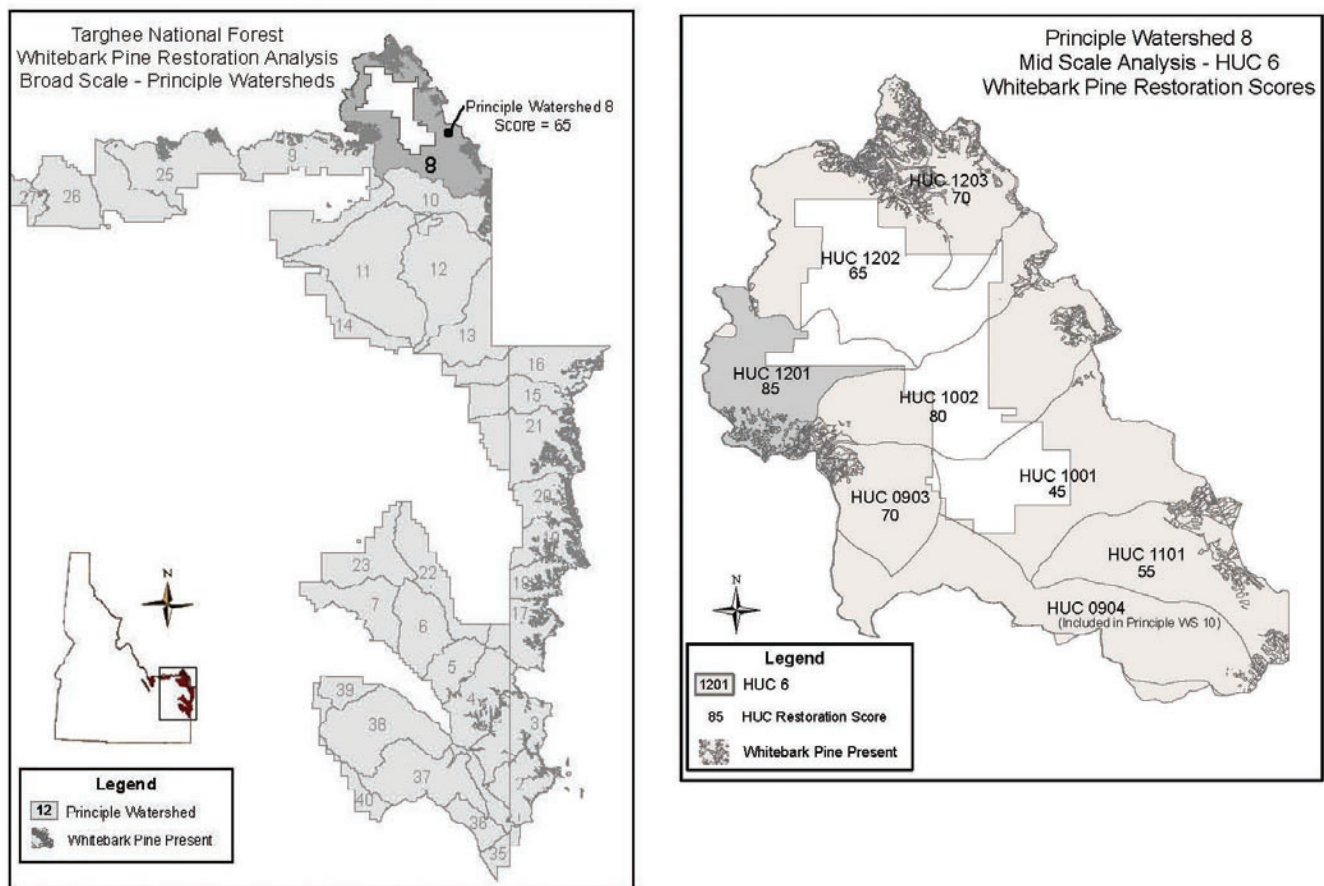 Targhee National Forest
Whitebark Pine Restoration Analysis
Broad Scale - Principle Watersheds
Principle Watershed 8
Score = 65
8
9
25
26
27
10
11
12
13
14
16
15
21
20
19
18
17
23
22
7
6
5
4
3
2
1
39
38
37
40
36
35
N
Legend
12 Principle Watershed
Whitebark Pine Present
Principle Watershed 8
Mid Scale Analysis - HUC 6
Whitebark Pine Restoration Scores
HUC 1203
70
HUC 1202
65
HUC 1201
85
HUC 1002
80
HUC 1001
45
HUC 0903
70
HUC 1101
55
HUC 0904
(Included in Principle WS 10)
N
Legend
1201 HUC 6
85 HUC Restoration Score
Whitebark Pine Present